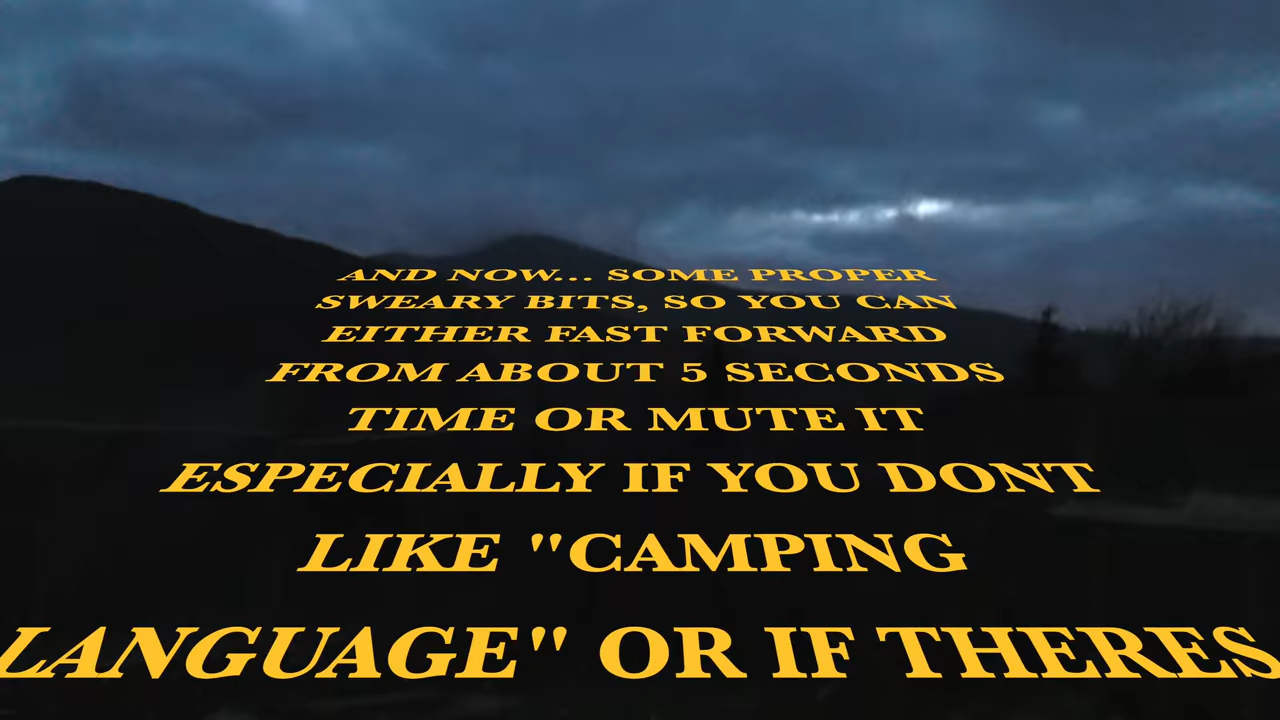 AND NOW... SOME PROPER
SWEARY BITS, SO YOU CAN
EITHER FAST FORWARD
FROM ABOUT 5 SECONDS
TIME OR MUTE IT
ESPECIALLY IF YOU DONT
LIKE "CAMPING
LANGUAGE" OR IF THERES